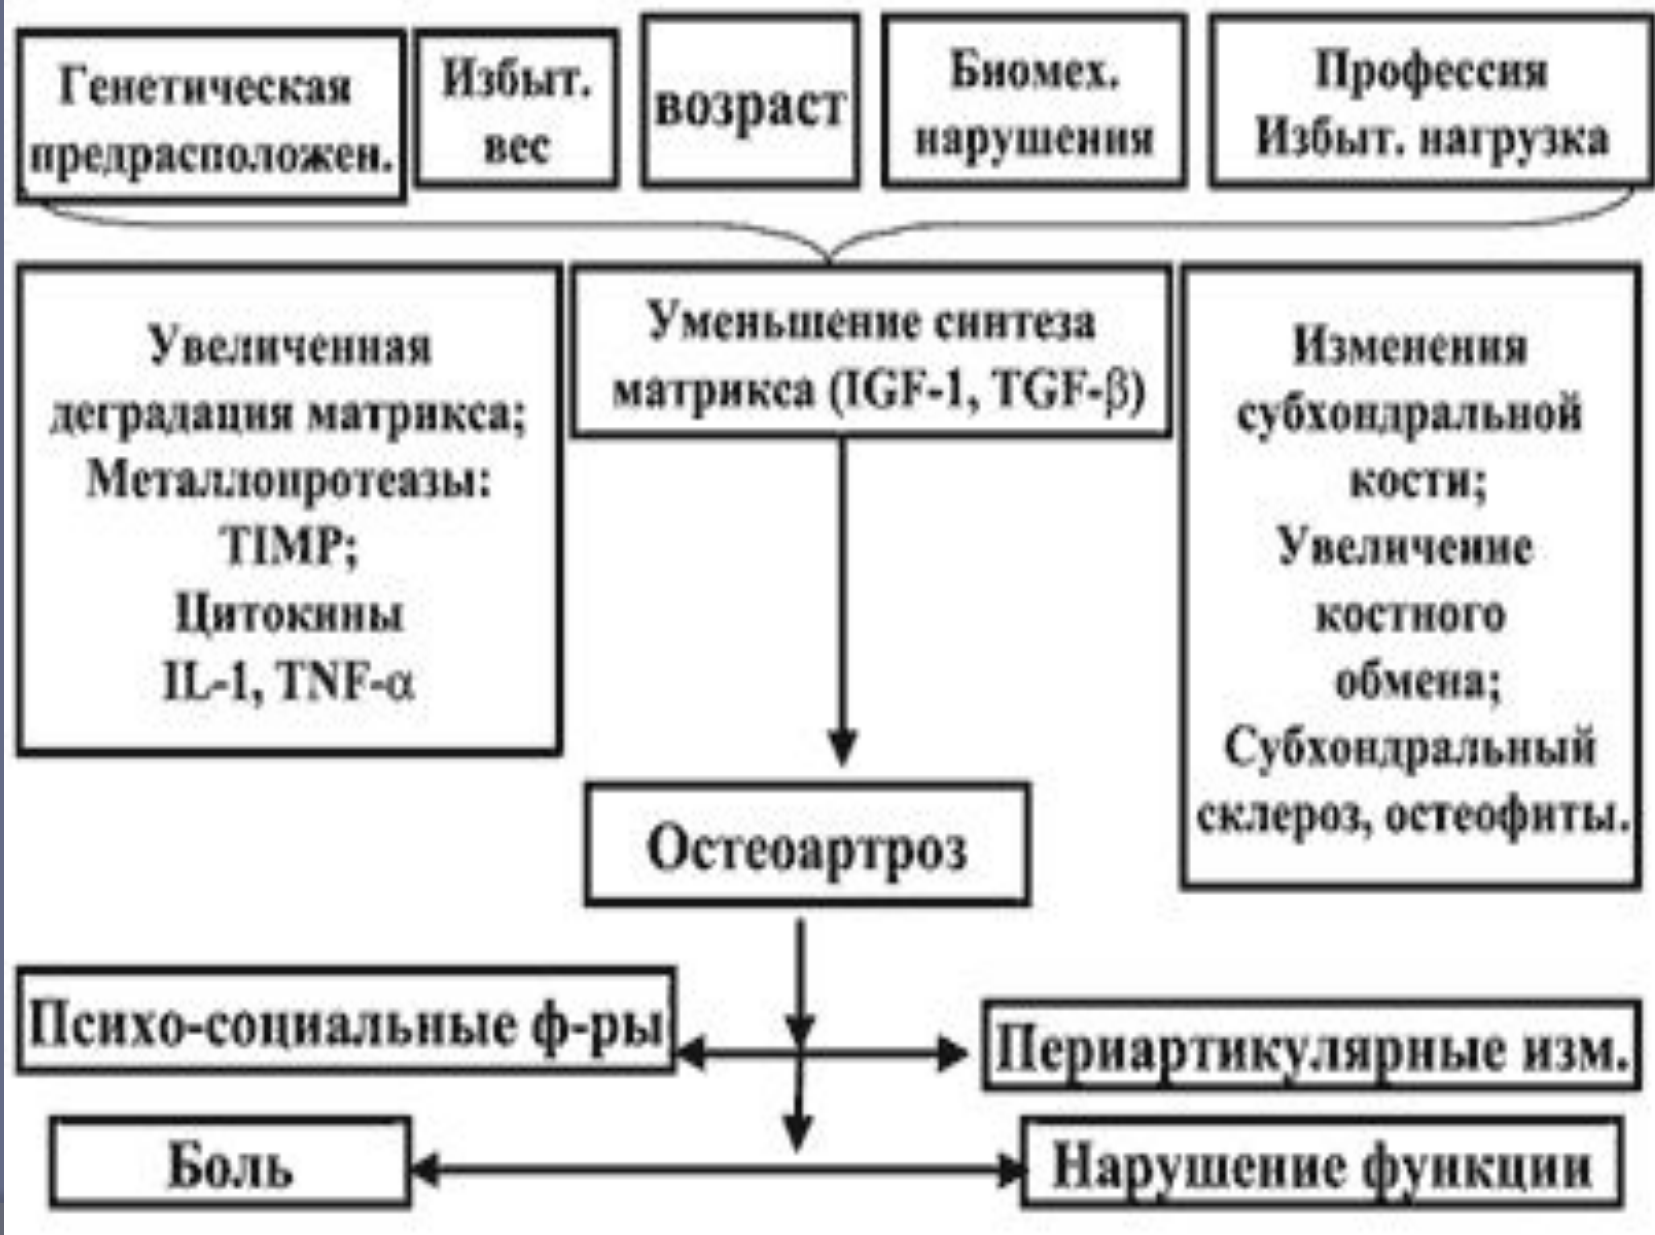 Генетическая
предрасположен.
Избыт.
вес
возраст
Биомех.
нарушения
Профессия
Избыт. нагрузка
Увеличенная
деградация матрикса;
Металлопротеазы:
TIMP;
Цитокины
IL-1, TNF-α
Уменьшение синтеза
матрикса (IGF-1, TGF-β)
Изменения
субхондральной
кости;
Увеличение
костного
обмена;
Субхондральный
склероз, остеофиты.
Остеоартроз
Психо-социальные ф-ры
Периартикулярные изм.
Боль
Нарушение функции